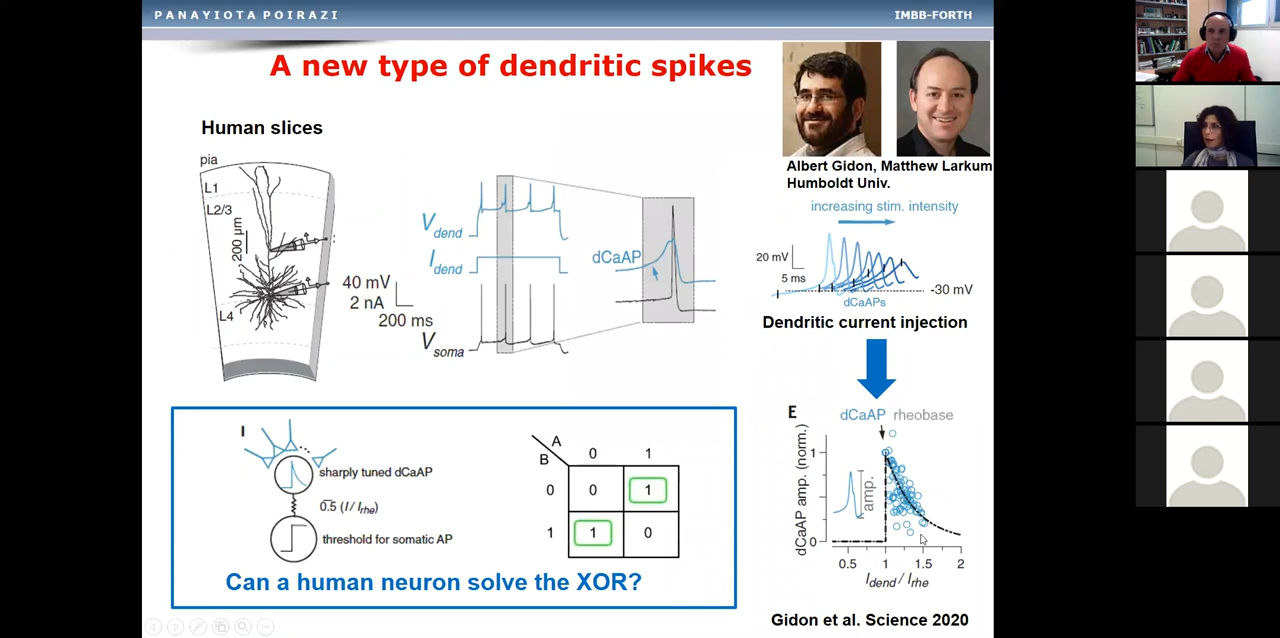 PANAYIOTA POIRAZI
IMBB-FORTH
A new type of dendritic spikes
Human slices
pia
L1
L2/3
200 µm
L4
40 mV
2 nA
200 ms
V dend
I dend
V soma
dCaAP
Albert Gidon, Matthew Larkum
Humboldt Univ.
increasing stim. intensity
20 mV
5 ms
-30 mV
dCaAPs
Dendritic current injection
E
dCaAP rheobase
dCaAP amp. (norm.)
1
0
amp.
0.5 1 1.5 2
I dend / I rhe
Gidon et al. Science 2020
I
sharply tuned dCaAP
0.5 (I / I rhe)
threshold for somatic AP
A
B
0 1
0 0 1
1 1 0
Can a human neuron solve the XOR?